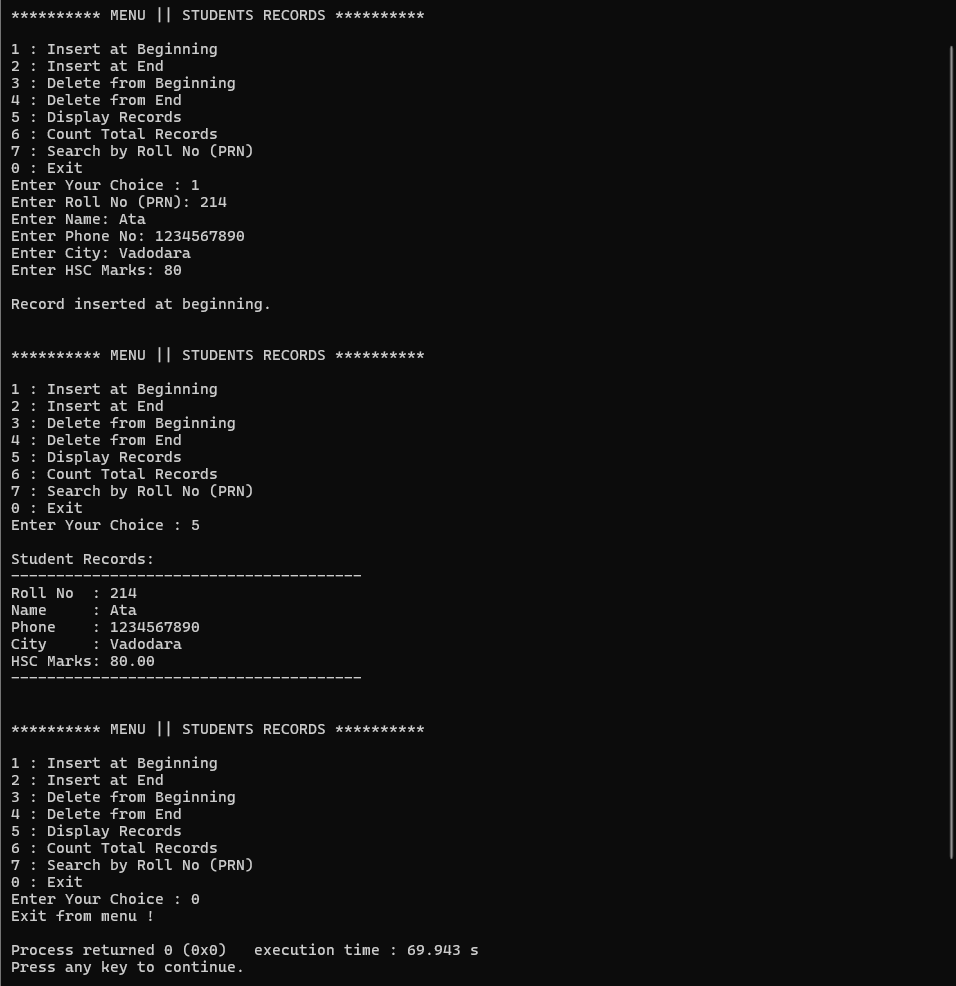 ********** MENU || STUDENTS RECORDS **********
1 : Insert at Beginning
2 : Insert at End
3 : Delete from Beginning
4 : Delete from End
5 : Display Records
6 : Count Total Records
7 : Search by Roll No (PRN)
0 : Exit
Enter Your Choice : 1
Enter Roll No (PRN): 214
Enter Name: Ata
Enter Phone No: 1234567890
Enter City: Vadodara
Enter HSC Marks: 80
Record inserted at beginning.
********** MENU || STUDENTS RECORDS **********
1 : Insert at Beginning
2 : Insert at End
3 : Delete from Beginning
4 : Delete from End
5 : Display Records
6 : Count Total Records
7 : Search by Roll No (PRN)
0 : Exit
Enter Your Choice : 5
Student Records:
---------------------------------------
Roll No  : 214
Name     : Ata
Phone    : 1234567890
City     : Vadodara
HSC Marks: 80.00
---------------------------------------
********** MENU || STUDENTS RECORDS **********
1 : Insert at Beginning
2 : Insert at End
3 : Delete from Beginning
4 : Delete from End
5 : Display Records
6 : Count Total Records
7 : Search by Roll No (PRN)
0 : Exit
Enter Your Choice : 0
Exit from menu !
Process returned 0 (0x0)   execution time : 69.943 s
Press any key to continue.